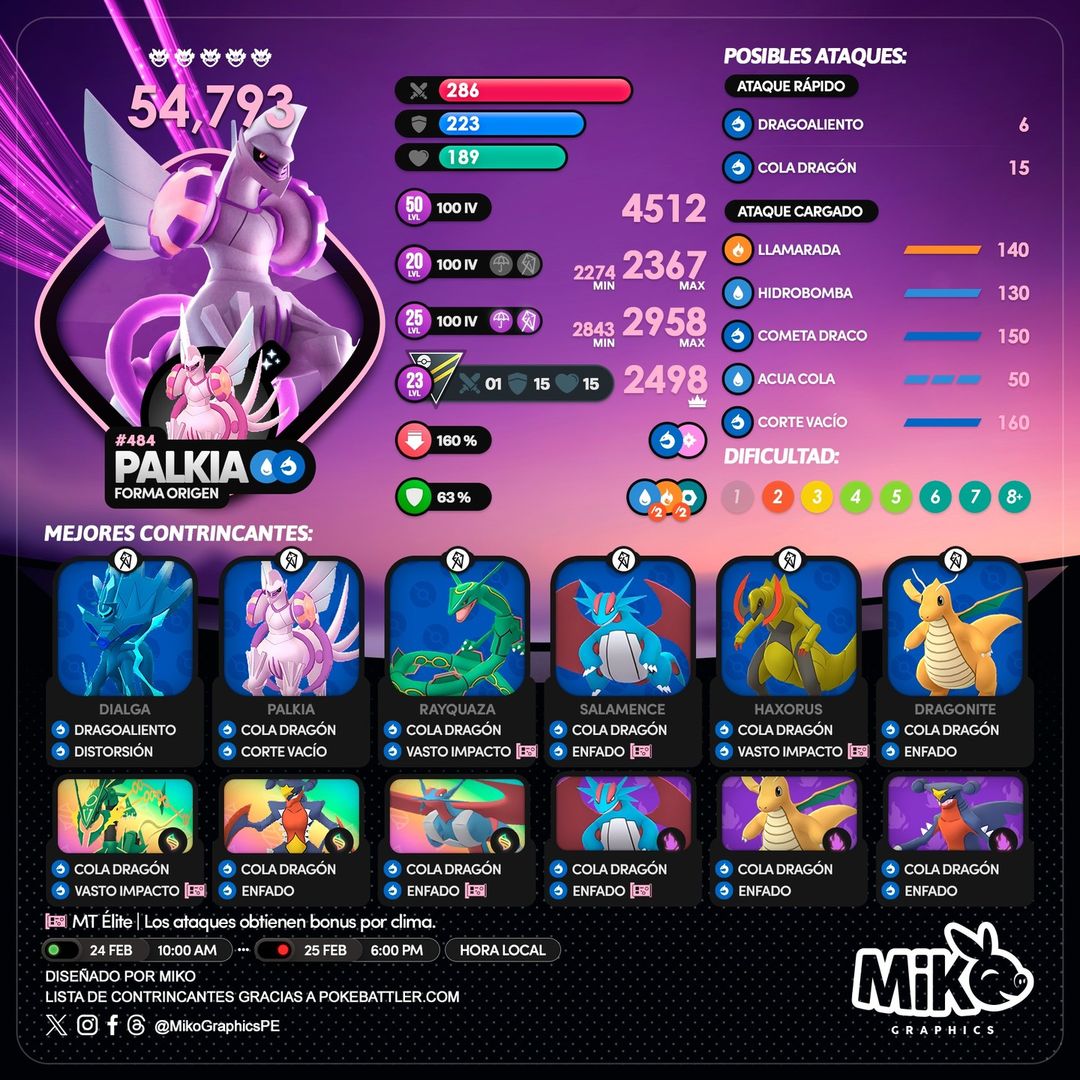 54,793
#484
PALKIA
FORMA ORIGEN
286
223
189
50 LVL 100 IV 4512
20 LVL 100 IV 2274 MIN 2367 MAX
25 LVL 100 IV 2843 MIN 2958 MAX
23 LVL 01 15 15 2498
160 %
63 % /2 /2
POSIBLES ATAQUES:
ATAQUE RÁPIDO
DRAGOALIENTO 6
COLA DRAGÓN 15
ATAQUE CARGADO
LLAMARADA 140
HIDROBOMBA 130
COMETA DRACO 150
ACUA COLA 50
CORTE VACÍO 160
DIFICULTAD:
1 2 3 4 5 6 7 8+
MEJORES CONTRINCANTES:
DIALGA
DRAGOALIENTO
DISTORSIÓN
PALKIA
COLA DRAGÓN
CORTE VACÍO
RAYQUAZA
COLA DRAGÓN
VASTO IMPACTO
SALAMENCE
COLA DRAGÓN
ENFADO
HAXORUS
COLA DRAGÓN
VASTO IMPACTO
DRAGONITE
COLA DRAGÓN
ENFADO
COLA DRAGÓN
VASTO IMPACTO
COLA DRAGÓN
ENFADO
COLA DRAGÓN
ENFADO
COLA DRAGÓN
ENFADO
COLA DRAGÓN
ENFADO
COLA DRAGÓN
ENFADO
MT Élite | Los ataques obtienen bonus por clima.
24 FEB 10:00 AM ••• 25 FEB 6:00 PM HORA LOCAL
DISEÑADO POR MIKO
LISTA DE CONTRINCANTES GRACIAS A POKEBATTLER.COM
@MikoGraphicsPE
MiKO
GRAPHICS